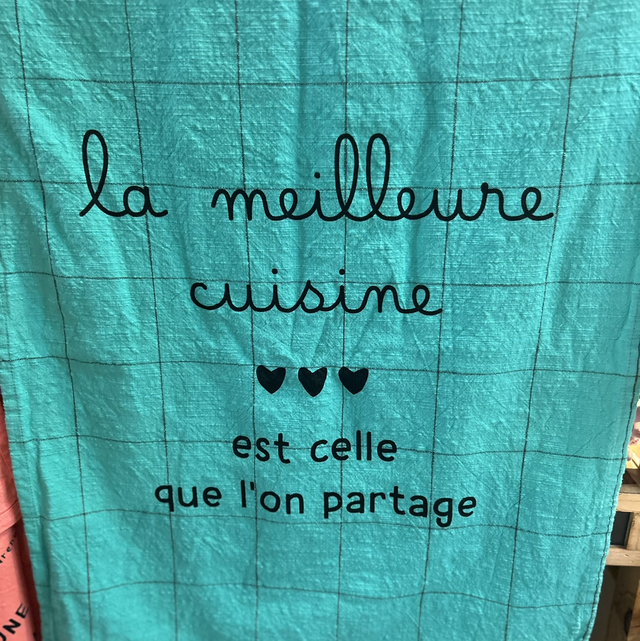 la meilleure
cuisine
est celle
que l'on partage